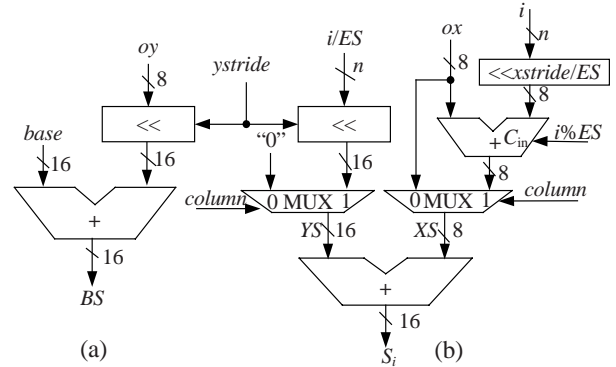 oy
ystride
i/ES
ox
i
8
n
8
n
<<
<<
<<xstride/ES
8
base
16
16
"0"
16
+ Cin
i%ES
8
+
column
0 MUX 1
0 MUX 1
column
16
BS
YS
16
XS
8
+
16
Si
(a)
(b)